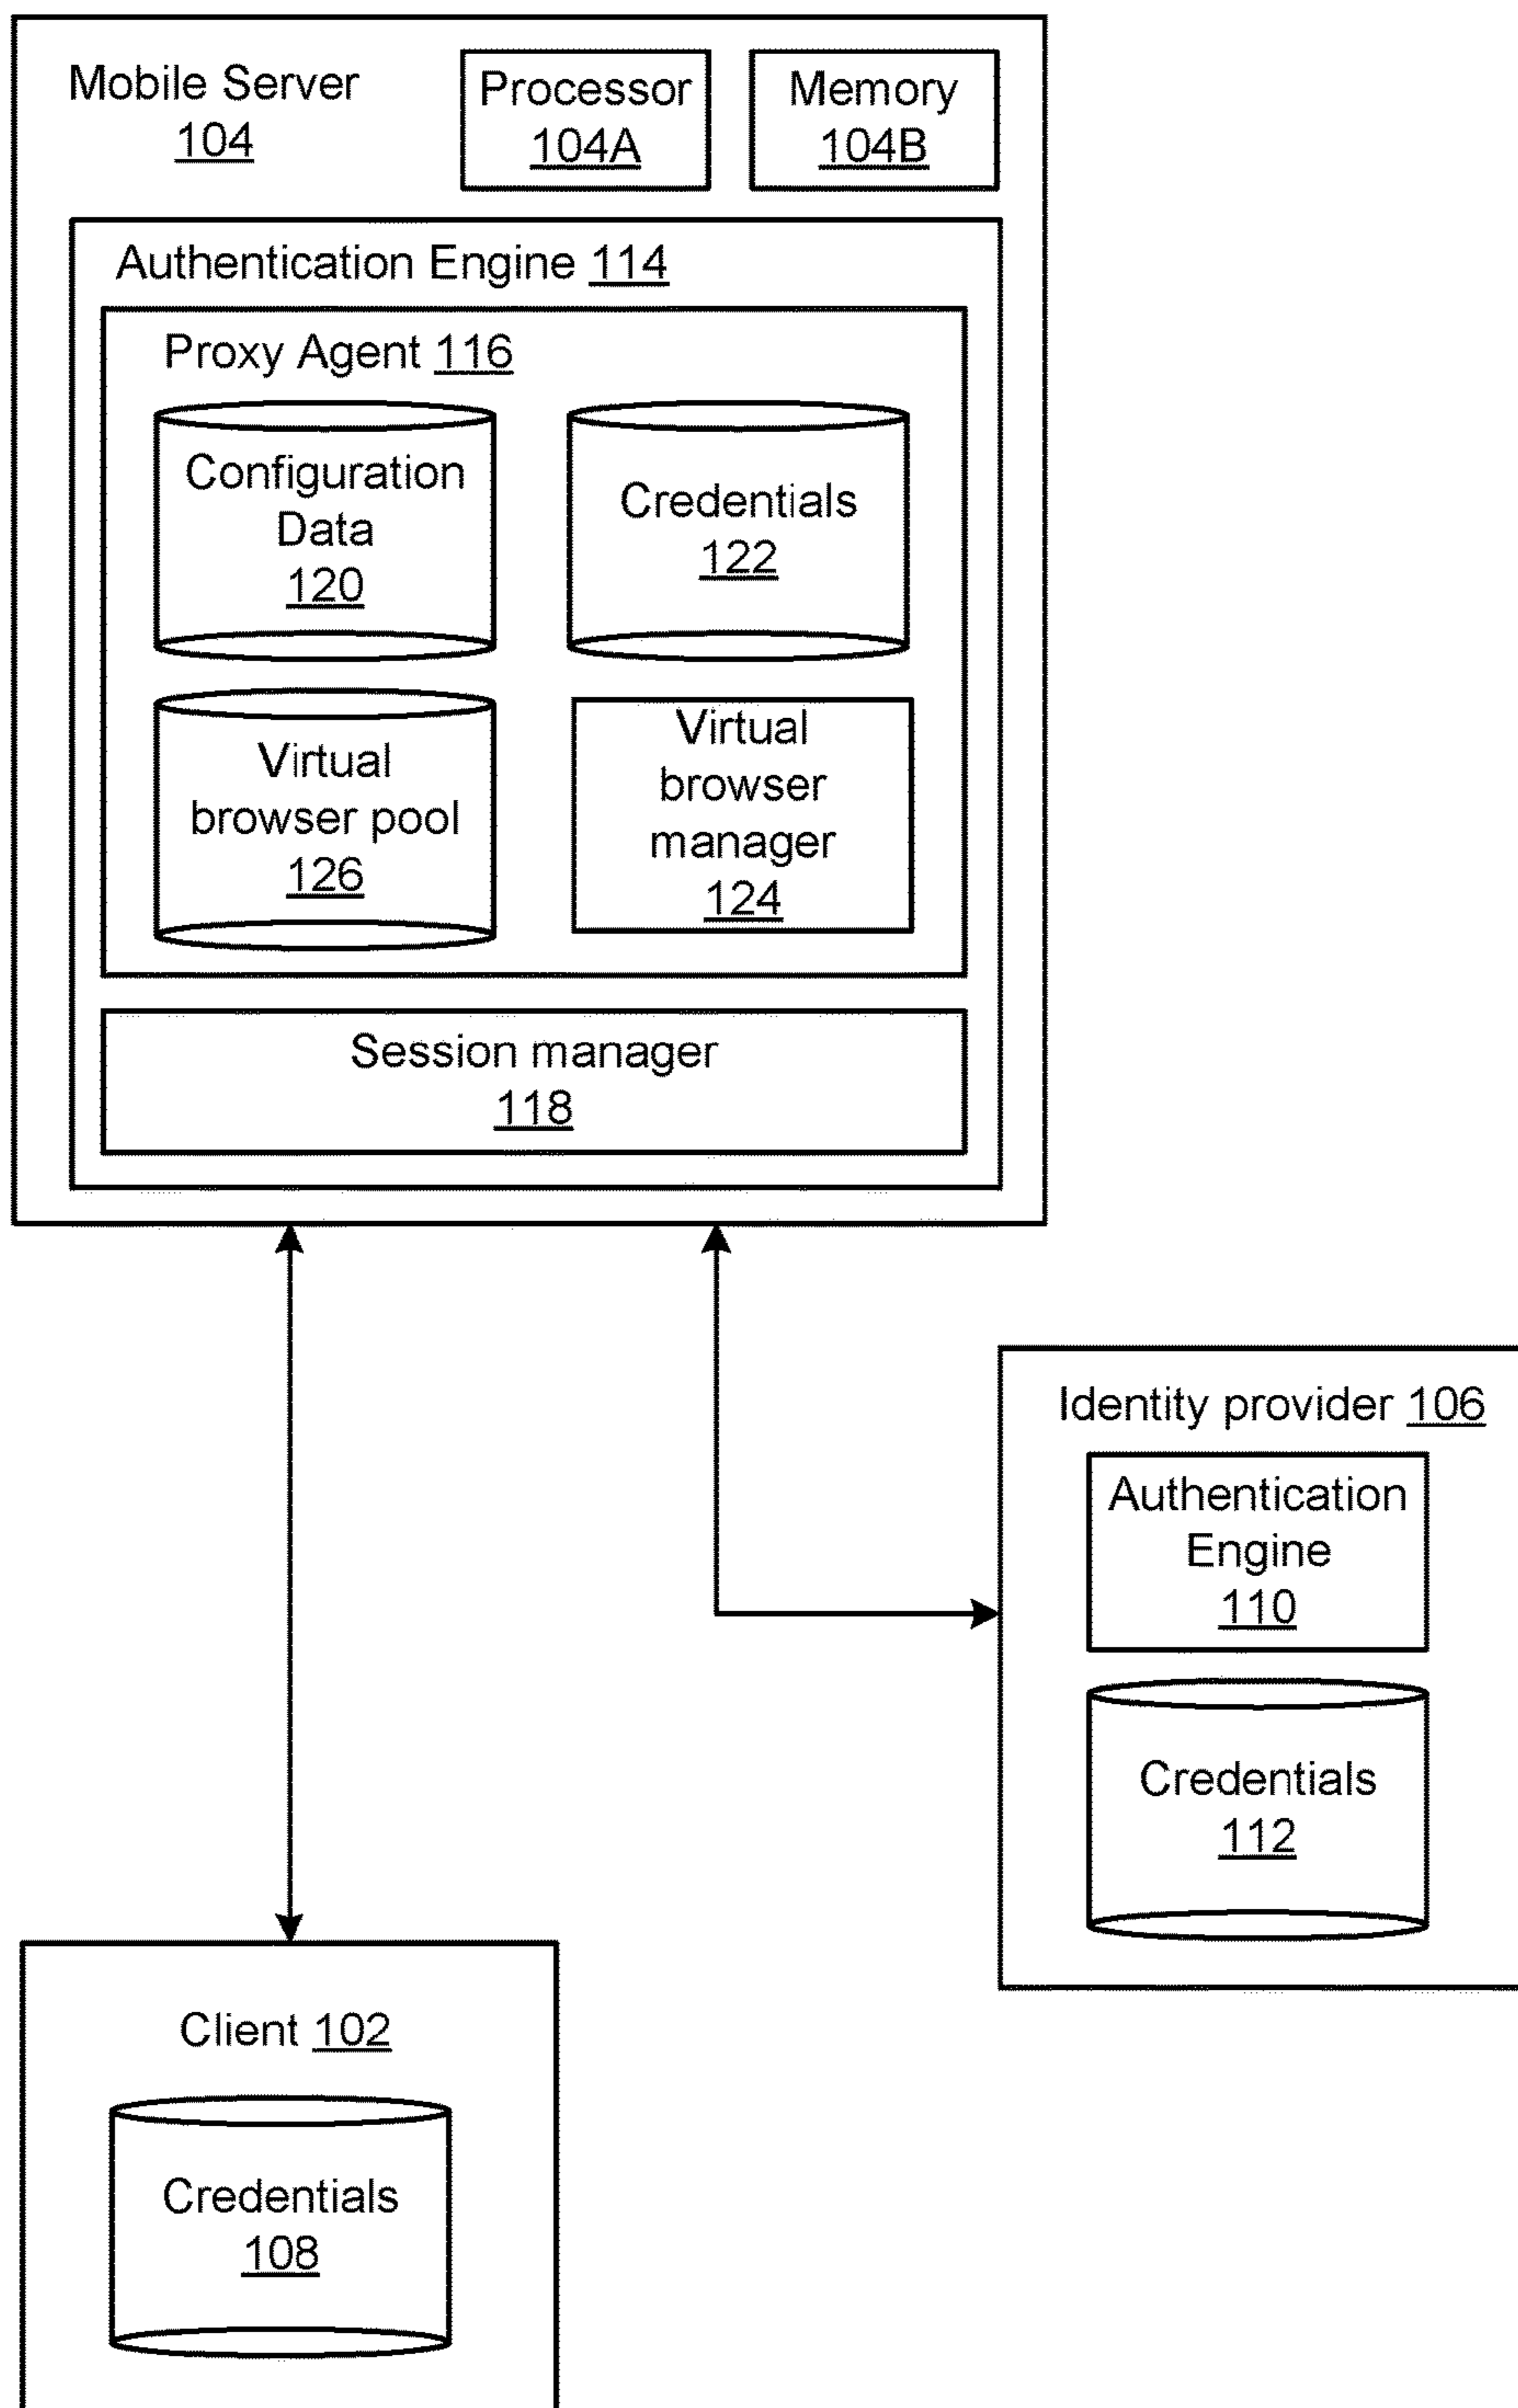 Mobile Server
104
Processor
104A
Memory
104B
Authentication Engine 114
Proxy Agent 116
Configuration
Data
120
Credentials
122
Virtual
browser pool
126
Virtual
browser
manager
124
Session manager
118
Identity provider 106
Authentication
Engine
110
Credentials
112
Client 102
Credentials
108